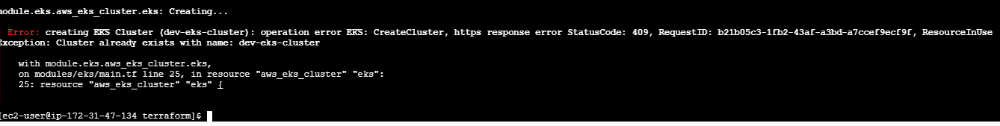 module.eks.aws_eks_cluster.eks: Creating...
Error: creating EKS Cluster (dev-eks-cluster): operation error EKS: CreateCluster, https response error StatusCode: 409, RequestID: b21b05c3-1fb2-43af-a3bd-a7ccef9ecf9f, ResourceInUse
Exception: Cluster already exists with name: dev-eks-cluster
with module.eks.aws_eks_cluster.eks,
on modules/eks/main.tf line 25, in resource "aws_eks_cluster" "eks":
25: resource "aws_eks_cluster" "eks" {
[ec2-user@ip-172-31-47-134 terraform]$